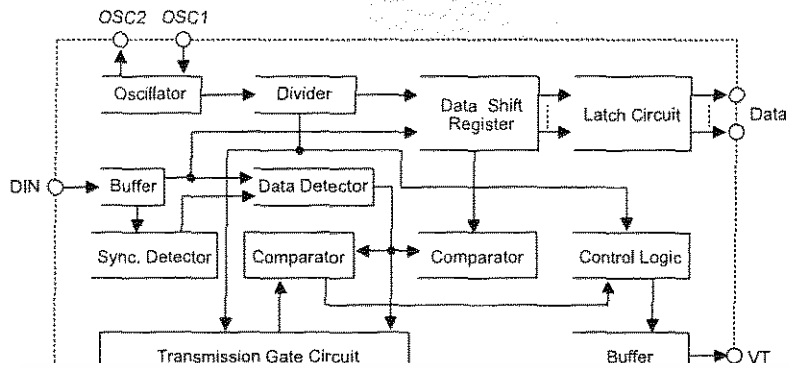 OSC2 OSC1
Oscillator
Divider
Data Shift
Register
Latch Circuit
Data
DIN
Buffer
Data Detector
Sync. Detector
Comparator
Comparator
Control Logic
Transmission Gate Circuit
Buffer
VT